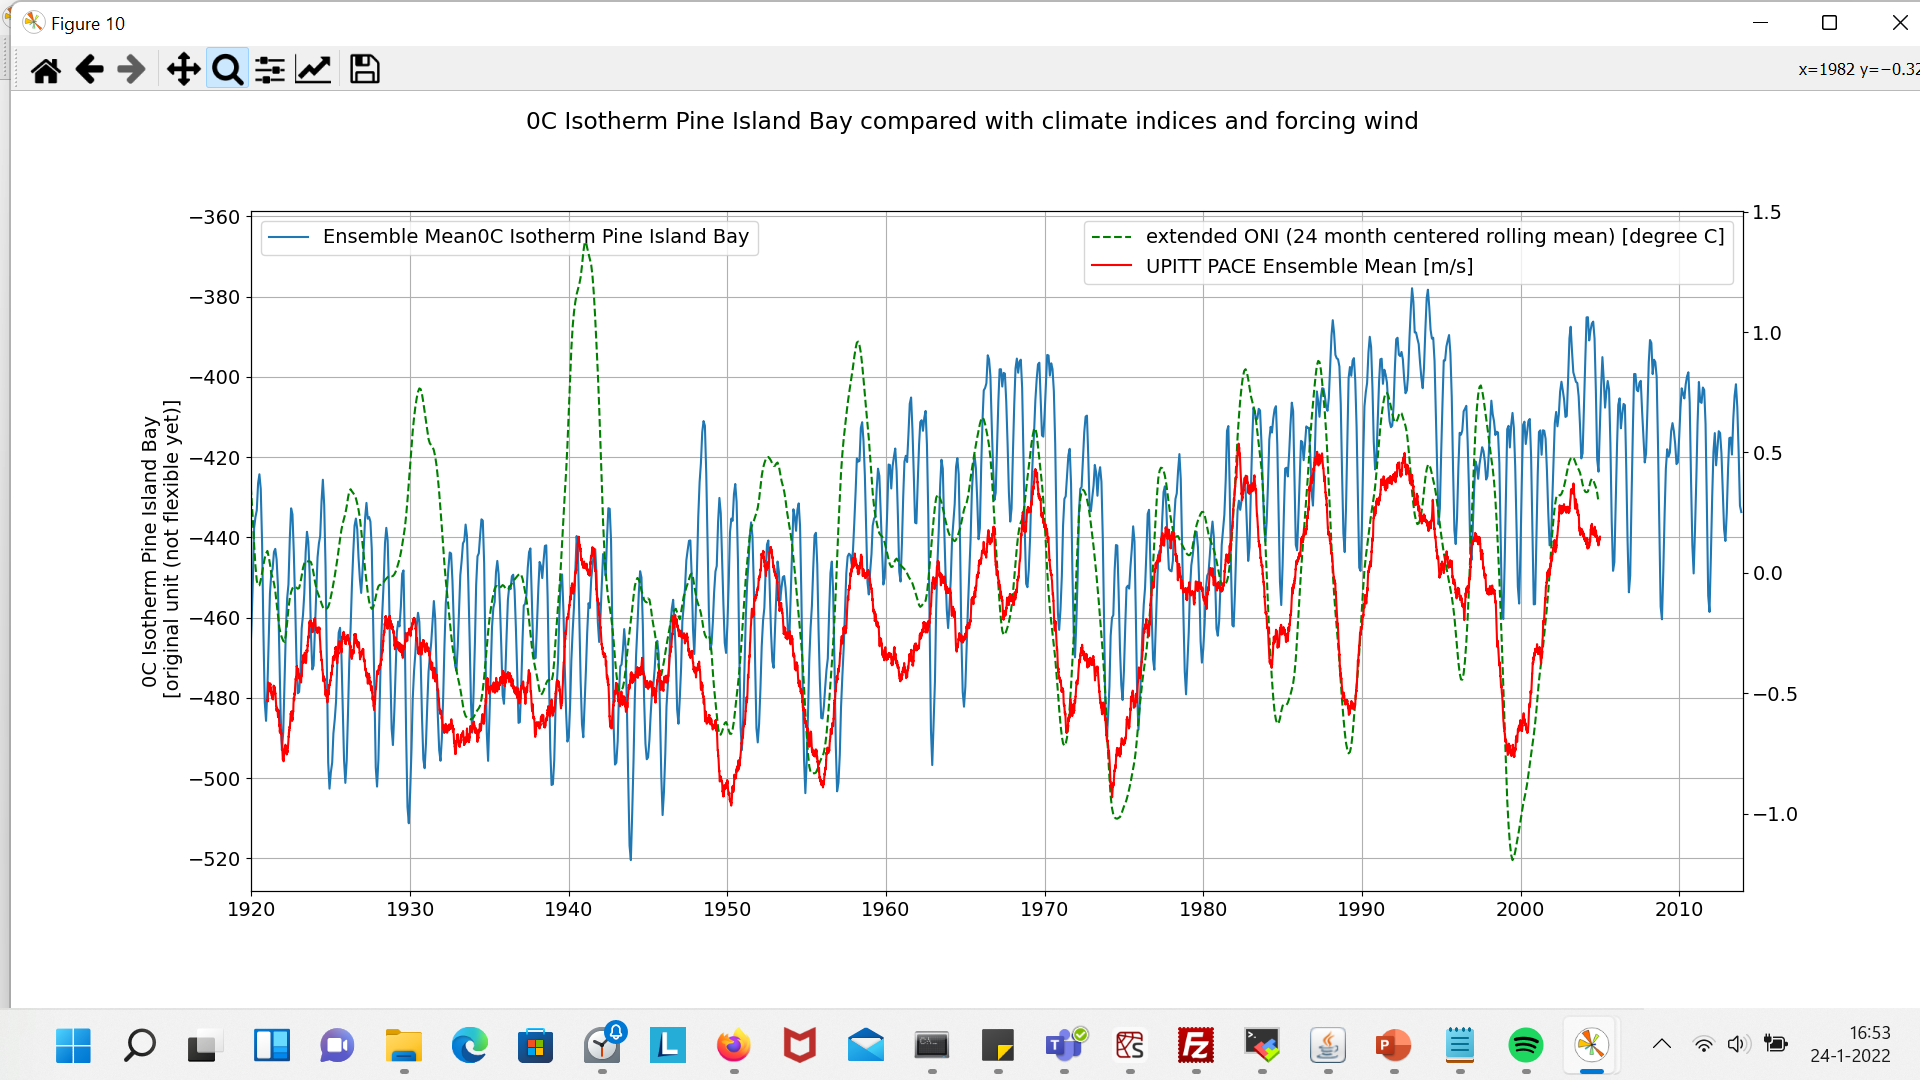 Figure 10
x=1982 y=−0.32
0C Isotherm Pine Island Bay compared with climate indices and forcing wind
Ensemble Mean0C Isotherm Pine Island Bay
extended ONI (24 month centered rolling mean) [degree C]
UPITT PACE Ensemble Mean [m/s]
0C Isotherm Pine Island Bay
[original unit (not flexible yet)]
−360
−380
−400
−420
−440
−460
−480
−500
−520
1.5
1.0
0.5
0.0
−0.5
−1.0
1920 1930 1940 1950 1960 1970 1980 1990 2000 2010
16:53
24-1-2022